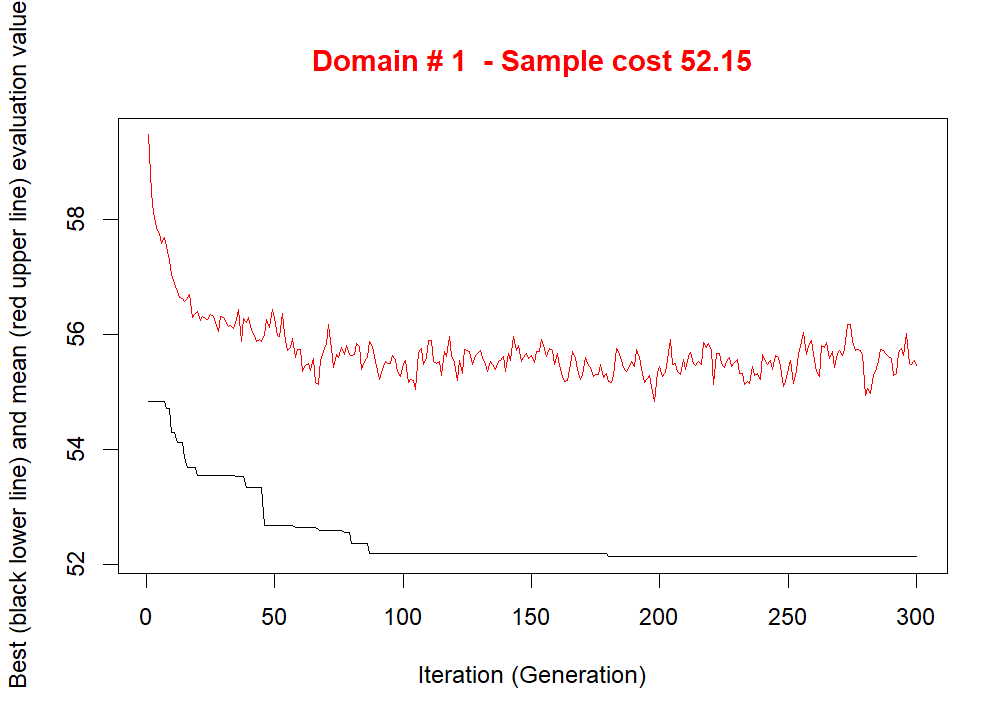 Domain # 1  - Sample cost 52.15
Best (black lower line) and mean (red upper line) evaluation value
58
56
54
52
0 50 100 150 200 250 300
Iteration (Generation)